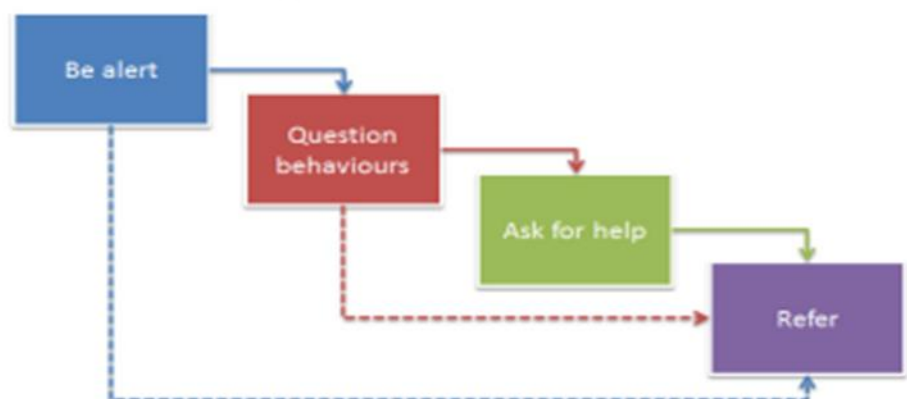 Be alert
Question
behaviours
Ask for help
Refer